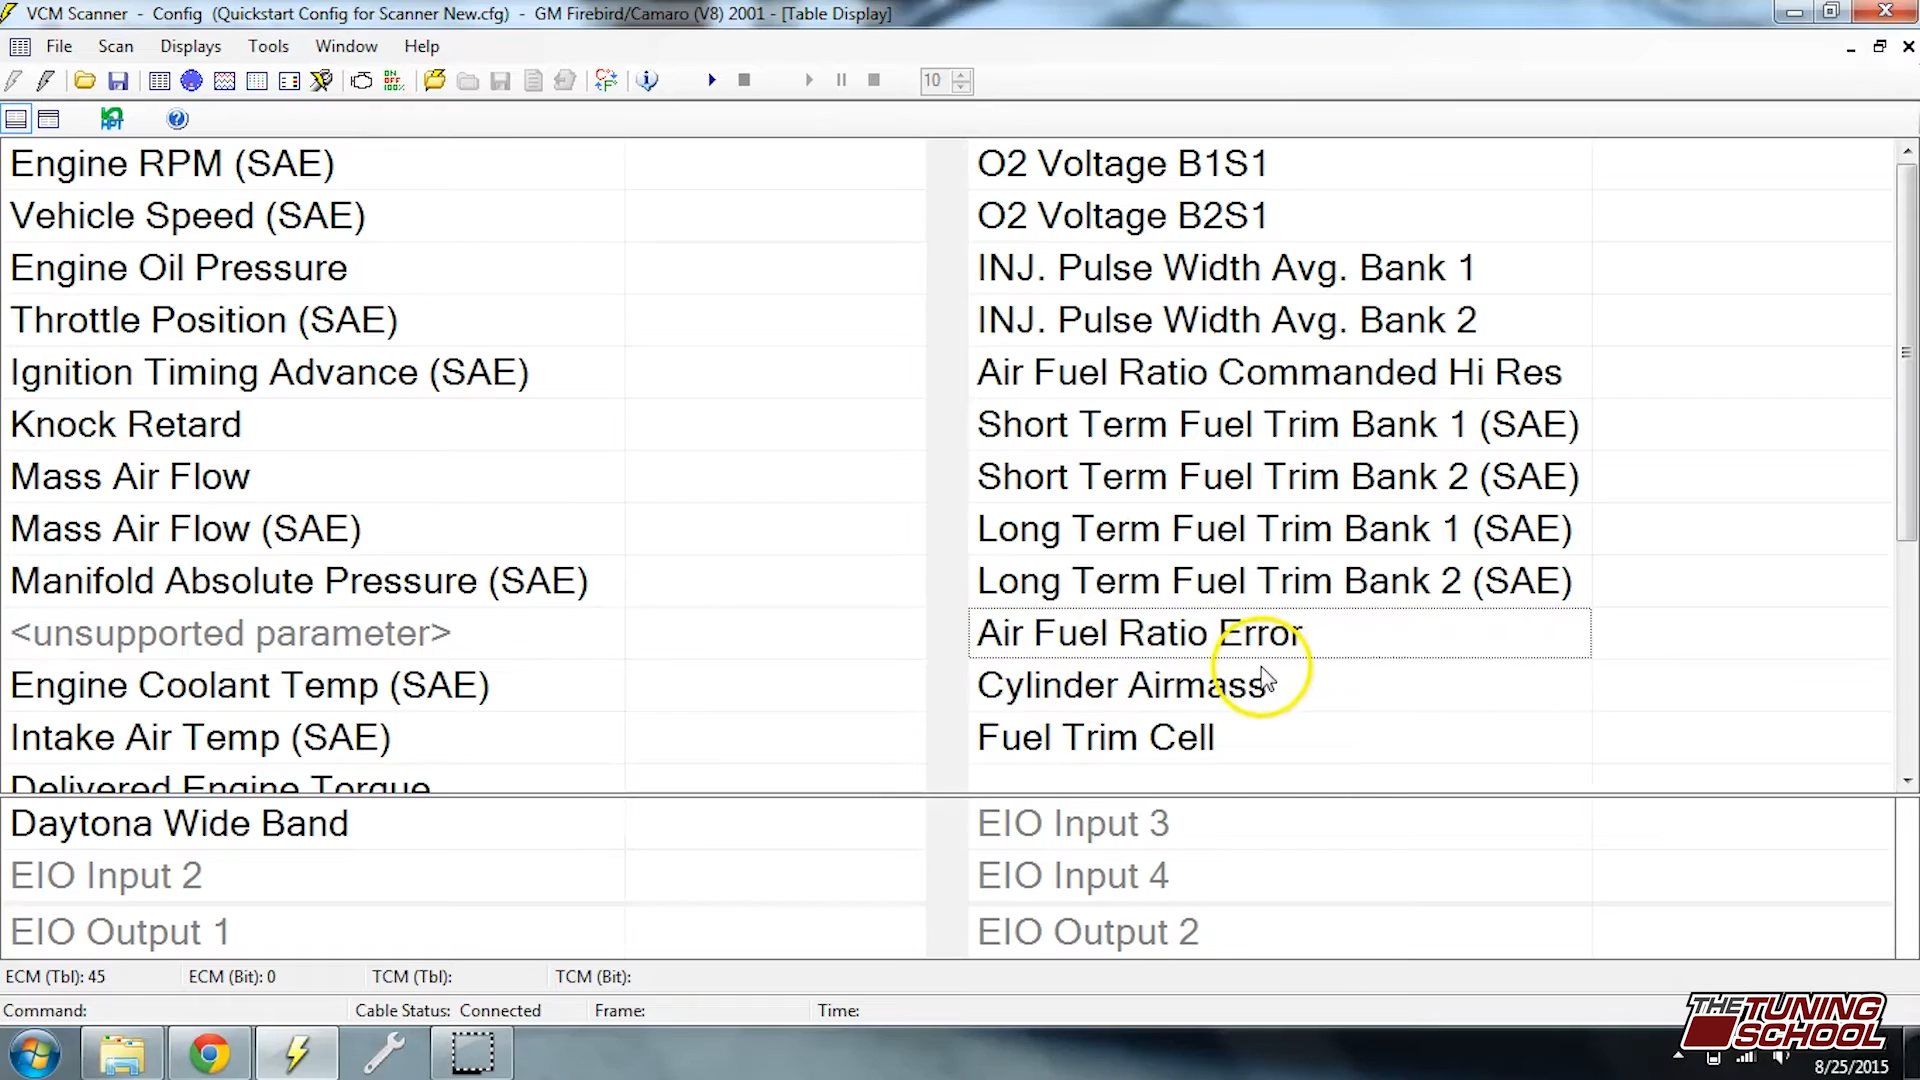 VCM Scanner - Config (Quickstart Config for Scanner New.cfg) - GM Firebird/Camaro (V8) 2001 - [Table Display]
File Scan Displays Tools Window Help
ON OFF 100% 10
Engine RPM (SAE)
Vehicle Speed (SAE)
Engine Oil Pressure
Throttle Position (SAE)
Ignition Timing Advance (SAE)
Knock Retard
Mass Air Flow
Mass Air Flow (SAE)
Manifold Absolute Pressure (SAE)
<unsupported parameter>
Engine Coolant Temp (SAE)
Intake Air Temp (SAE)
Delivered Engine Torque
O2 Voltage B1S1
O2 Voltage B2S1
INJ. Pulse Width Avg. Bank 1
INJ. Pulse Width Avg. Bank 2
Air Fuel Ratio Commanded Hi Res
Short Term Fuel Trim Bank 1 (SAE)
Short Term Fuel Trim Bank 2 (SAE)
Long Term Fuel Trim Bank 1 (SAE)
Long Term Fuel Trim Bank 2 (SAE)
Air Fuel Ratio Error
Cylinder Airmass
Fuel Trim Cell
Daytona Wide Band
EIO Input 2
EIO Output 1
EIO Input 3
EIO Input 4
EIO Output 2
ECM (Tbl): 45 ECM (Bit): 0 TCM (Tbl): TCM (Bit):
Command: Cable Status: Connected Frame: Time:
THE TUNING
SCHOOL
8/25/2015